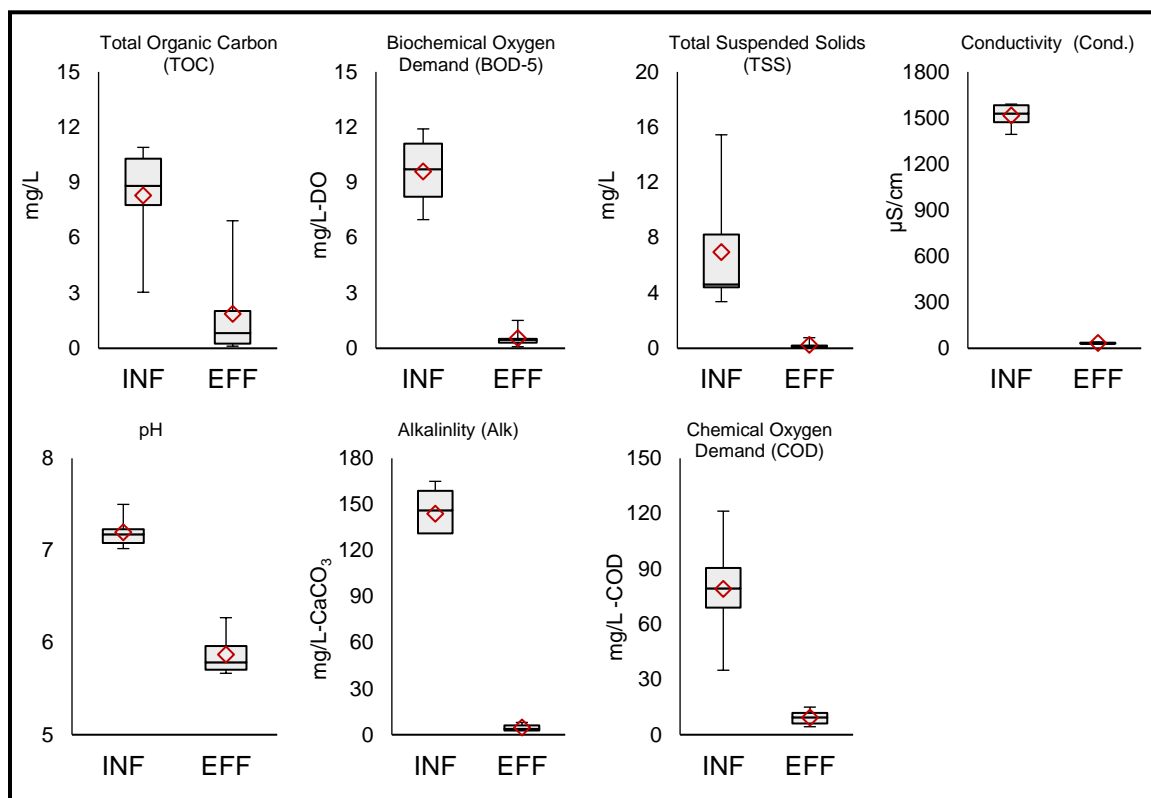 Total Organic Carbon
(TOC)
15
12
9
6
3
0
mg/L
INF EFF
Biochemical Oxygen
Demand (BOD-5)
15
12
9
6
3
0
mg/L-DO
INF EFF
Total Suspended Solids
(TSS)
20
16
12
8
4
0
mg/L
INF EFF
Conductivity (Cond.)
1800
1500
1200
900
600
300
0
µS/cm
INF EFF
pH
8
7
6
5
INF EFF
Alkalinlity (Alk)
180
150
120
90
60
30
0
mg/L-CaCO₃
INF EFF
Chemical Oxygen
Demand (COD)
150
120
90
60
30
0
mg/L -COD
INF EFF